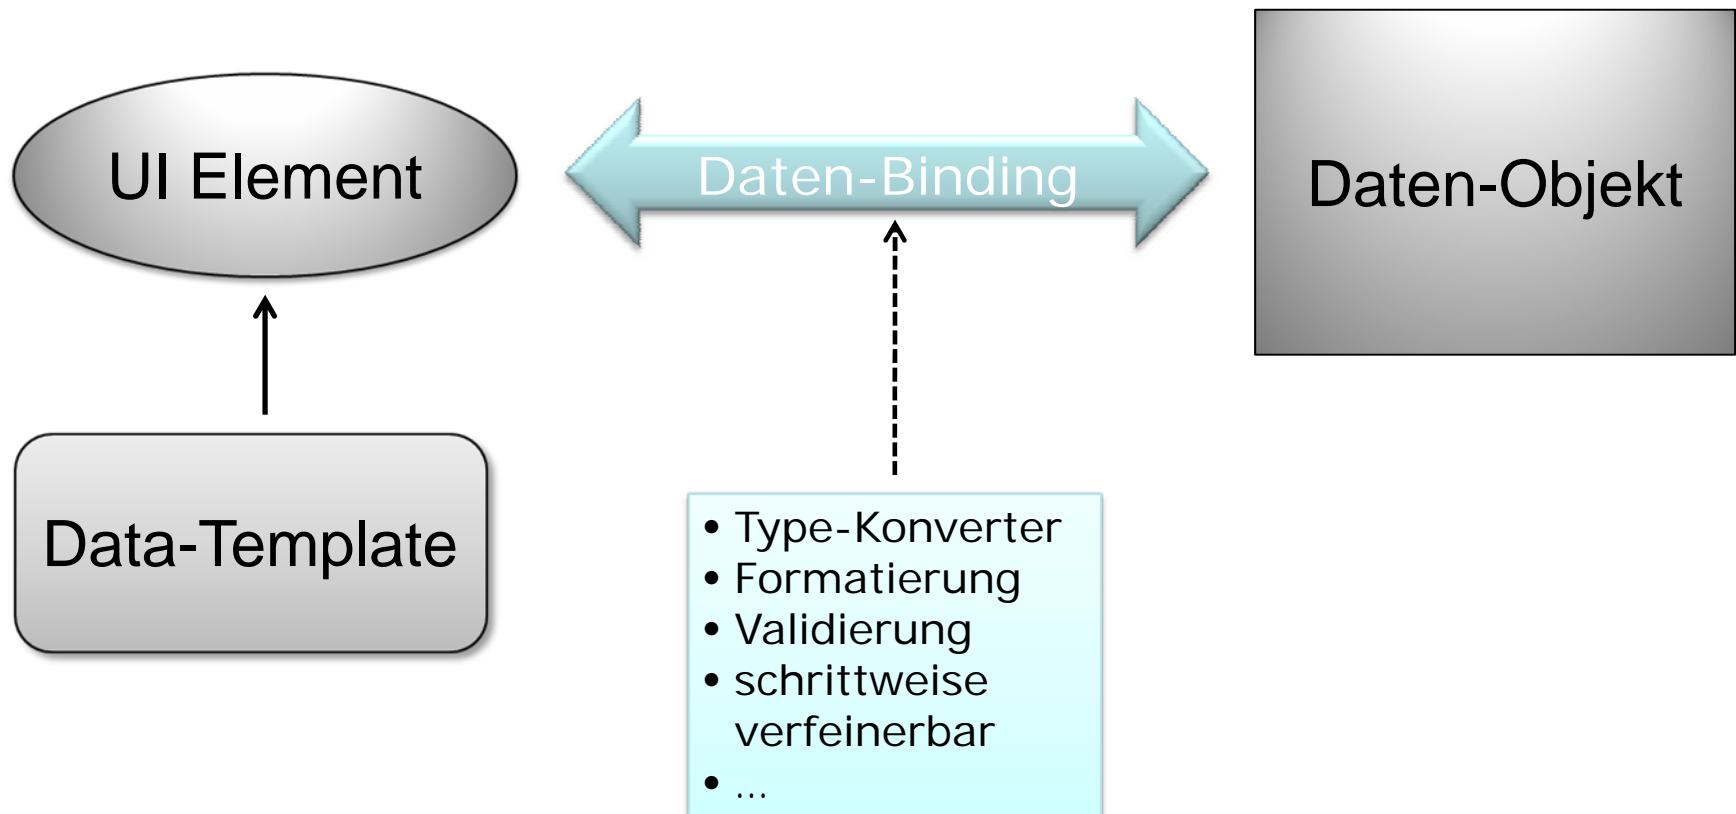 UI Element
Daten-Binding
Daten-Objekt
Data-Template
• Type-Konverter
• Formatierung
• Validierung
• schrittweise
verfeinerbar
• ...